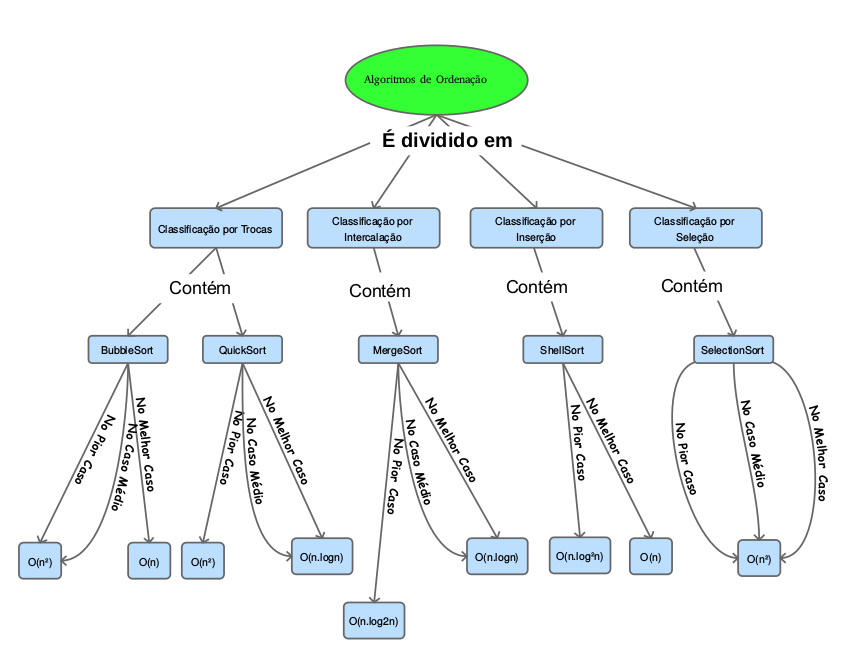 Algoritmos de Ordenação
É dividido em
Classificação por Trocas
Classificação por
Intercalação
Classificação por
Inserção
Classificação por
Seleção
Contém
Contém
Contém
Contém
BubbleSort
QuickSort
MergeSort
ShellSort
SelectionSort
No Pior Caso
No Caso Médio
No Melhor Caso
No Pior Caso
No Caso Médio
No Melhor Caso
No Pior Caso
No Caso Médio
No Melhor Caso
No Pior Caso
No Melhor Caso
No Pior Caso
No Caso Médio
No Melhor Caso
O(n²)
O(n)
O(n²)
O(n.logn)
O(n.logn)
O(n.log²n)
O(n)
O(n²)
O(n.log2n)